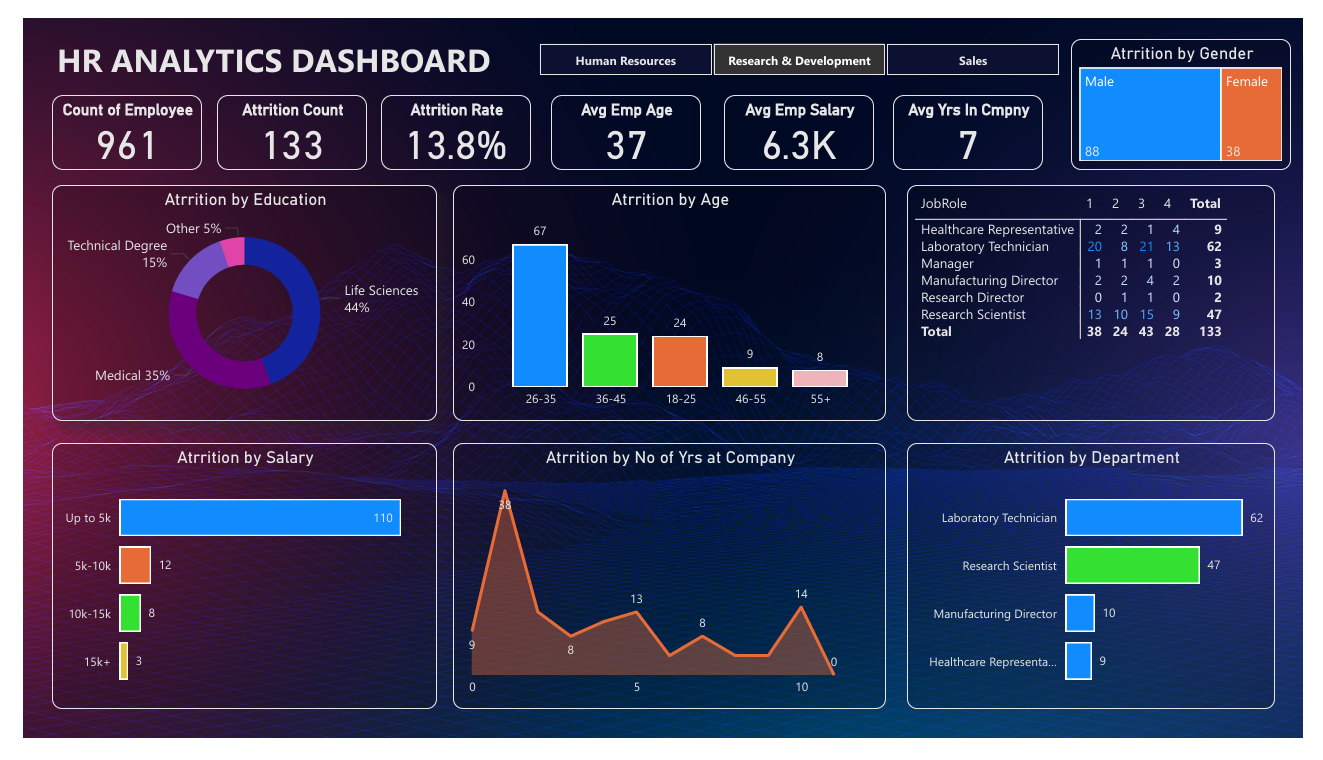 HR ANALYTICS DASHBOARD
Human Resources
Research & Development
Sales
Atrrition by Gender
Male
Female
88
38
Count of Employee
961
Attrition Count
133
Attrition Rate
13.8%
Avg Emp Age
37
Avg Emp Salary
6.3K
Avg Yrs In Cmpny
7
Atrrition by Education
Other 5%
Technical Degree
15%
Life Sciences
44%
Medical 35%
Atrrition by Age
60
40
20
0
67
25
24
9
8
26-35
36-45
18-25
46-55
55+
JobRole 1 2 3 4 Total
Healthcare Representative 2 2 1 4 9
Laboratory Technician 20 8 21 13 62
Manager 1 1 1 0 3
Manufacturing Director 2 2 4 2 10
Research Director 0 1 1 0 2
Research Scientist 13 10 15 9 47
Total 38 24 43 28 133
Atrrition by Salary
Up to 5k 110
5k-10k 12
10k-15k 8
15k+ 3
Atrrition by No of Yrs at Company
38
9
8
13
8
14
0
0 5 10
Attrition by Department
Laboratory Technician 62
Research Scientist 47
Manufacturing Director 10
Healthcare Representa... 9